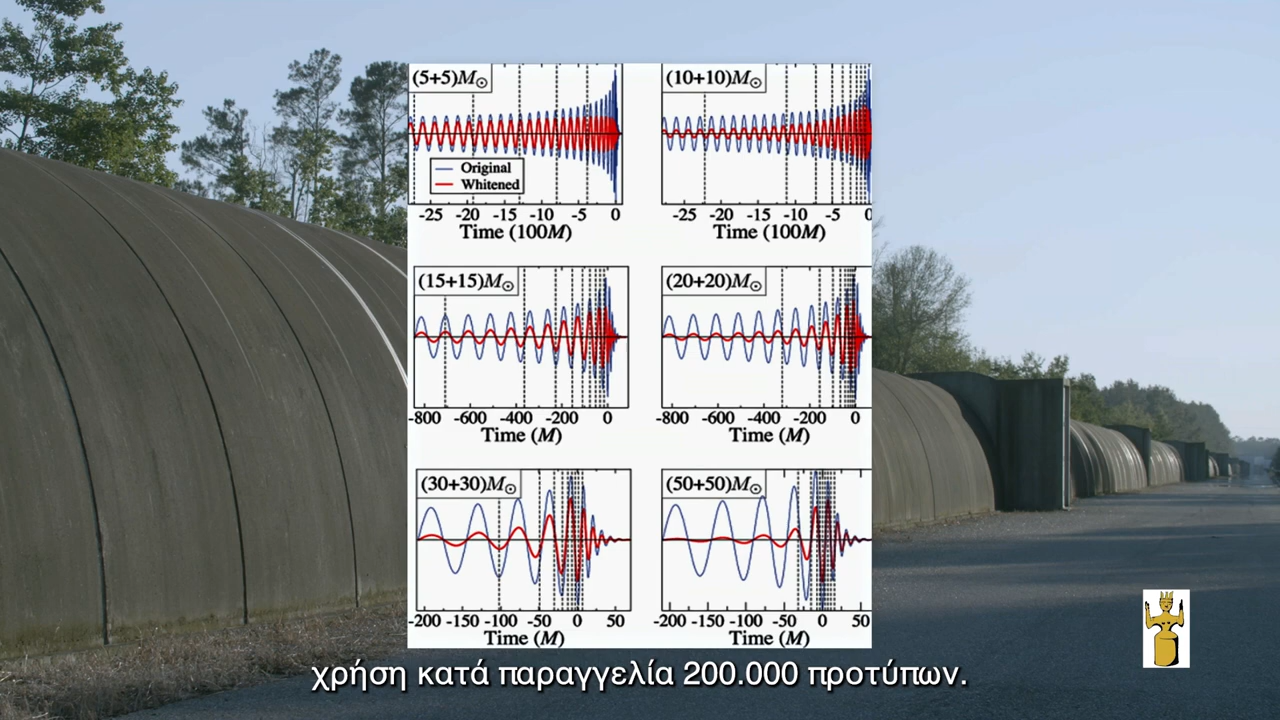 (5+5)M⊙
Original
Whitened
-25 -20 -15 -10 -5 0
Time (100M)
(10+10)M⊙
-25 -20 -15 -10 -5 0
Time (100M)
(15+15)M⊙
-800 -600 -400 -200 0
Time (M)
(20+20)M⊙
-800 -600 -400 -200 0
Time (M)
(30+30)M⊙
-200 -150 -100 -50 0 50
Time (M)
(50+50)M⊙
-200 -150 -100 -50 0 50
Time (M)
χρήση κατά παραγγελία 200.000 προτύπων.